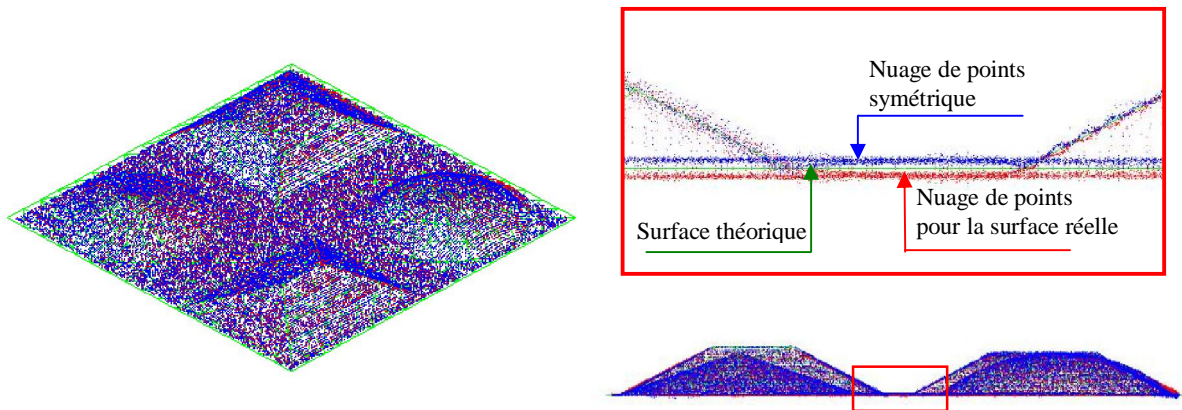 Nuage de points
symétrique
Surface théorique
Nuage de points
pour la surface réelle